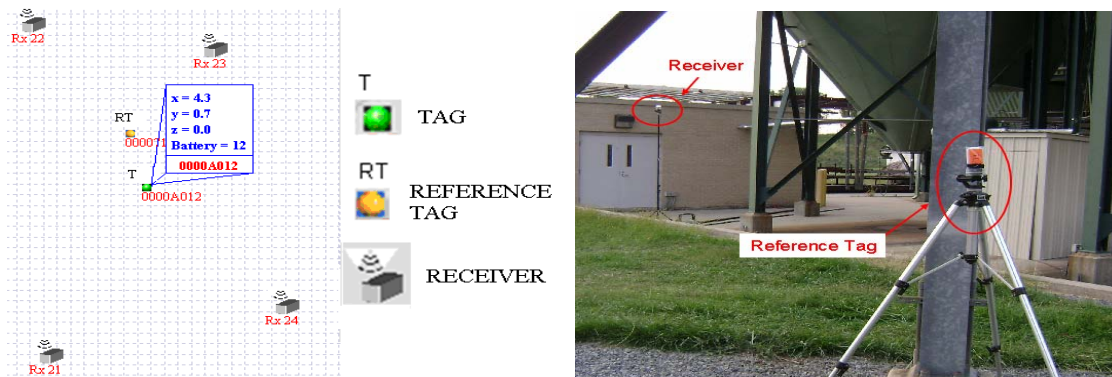 Rx 22
Rx 23
x = 4.3
y = 0.7
z = 0.0
Battery = 12
0000A012
RT
T
0000A012
Rx 24
Rx 21
T
TAG
RT
REFERENCE
TAG
RECEIVER
Receiver
Reference Tag